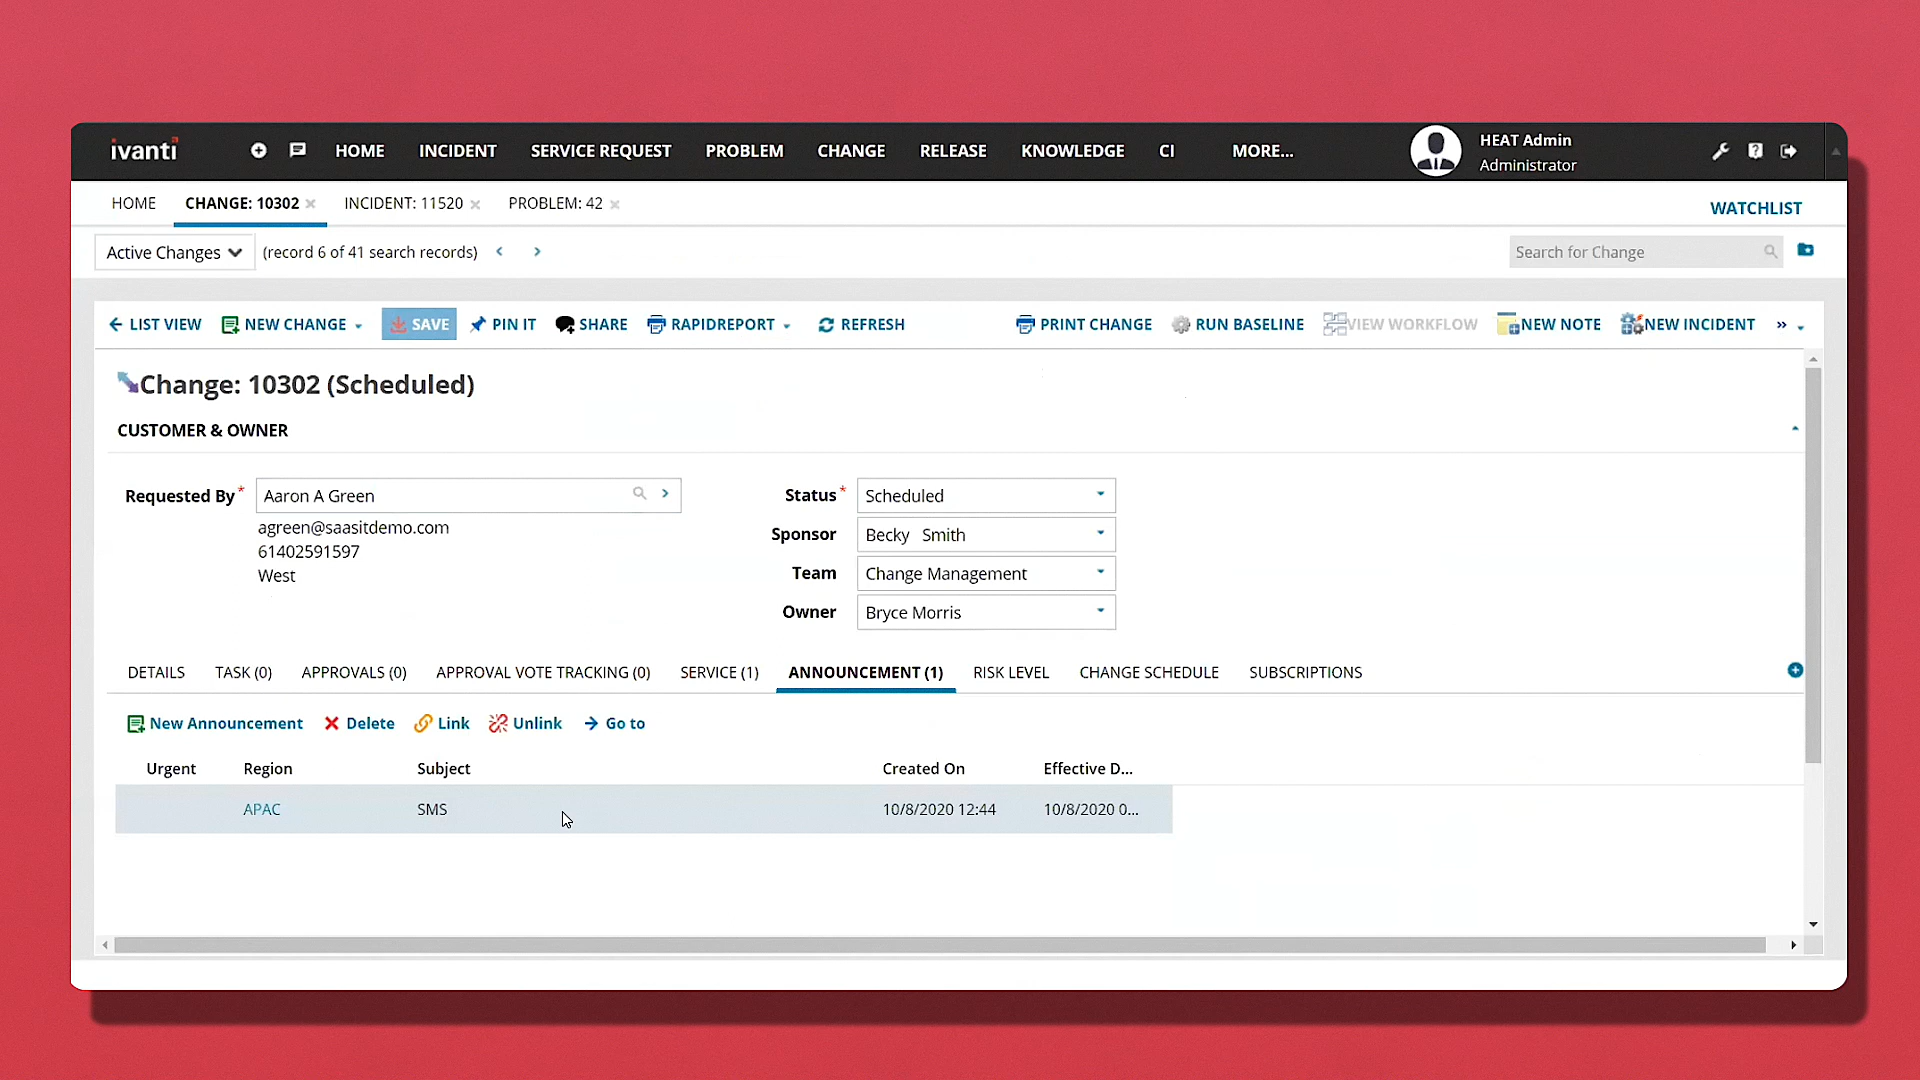 ivanti HOME INCIDENT SERVICE REQUEST PROBLEM CHANGE RELEASE KNOWLEDGE CI MORE... HEAT Admin
Administrator
HOME CHANGE: 10302 INCIDENT: 11520 PROBLEM: 42 WATCHLIST
Active Changes (record 6 of 41 search records) Search for Change
LIST VIEW NEW CHANGE SAVE PIN IT SHARE RAPIDREPORT REFRESH PRINT CHANGE RUN BASELINE VIEW WORKFLOW NEW NOTE NEW INCIDENT »
Change: 10302 (Scheduled)
CUSTOMER & OWNER
Requested By * Aaron A Green
agreen@saasitdemo.com
61402591597
West
Status * Scheduled
Sponsor Becky Smith
Team Change Management
Owner Bryce Morris
DETAILS TASK (0) APPROVALS (0) APPROVAL VOTE TRACKING (0) SERVICE (1) ANNOUNCEMENT (1) RISK LEVEL CHANGE SCHEDULE SUBSCRIPTIONS
New Announcement Delete Link Unlink Go to
Urgent Region Subject Created On Effective D...
APAC SMS 10/8/2020 12:44 10/8/2020 0...